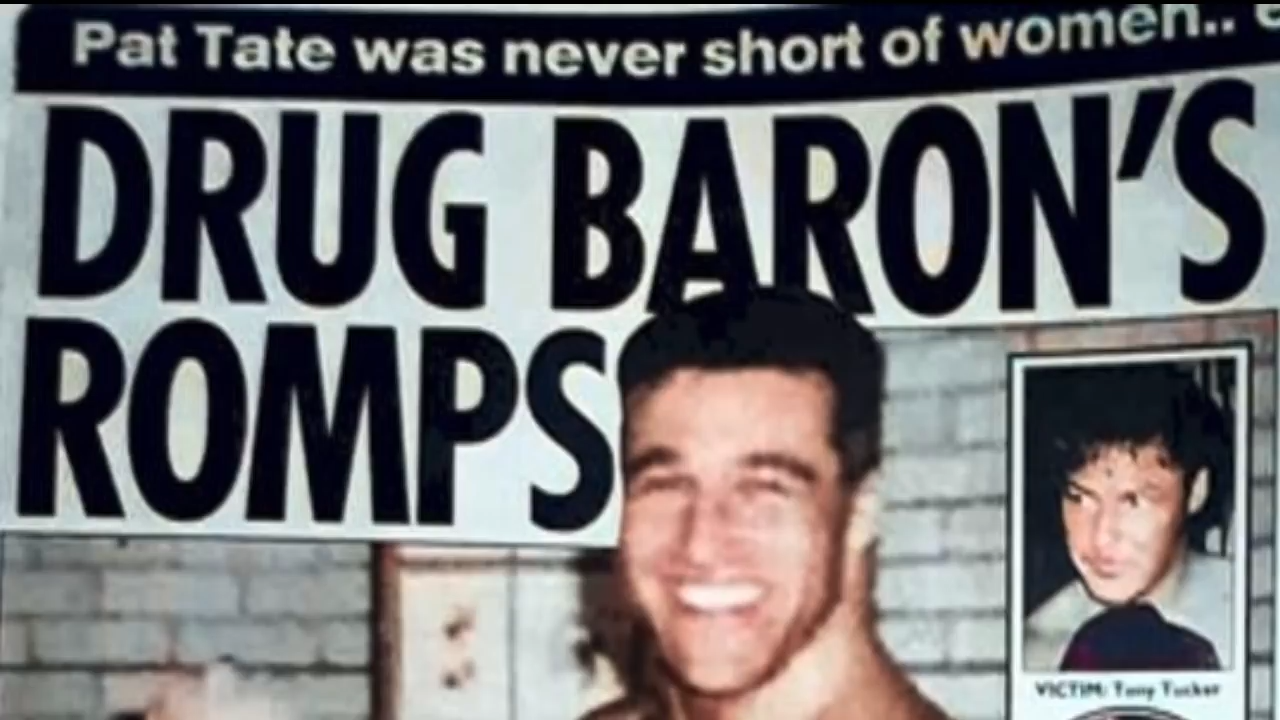 Pat Tate was never short of women..
DRUG BARON'S
ROMPS
VICTIM: Tony Tucker